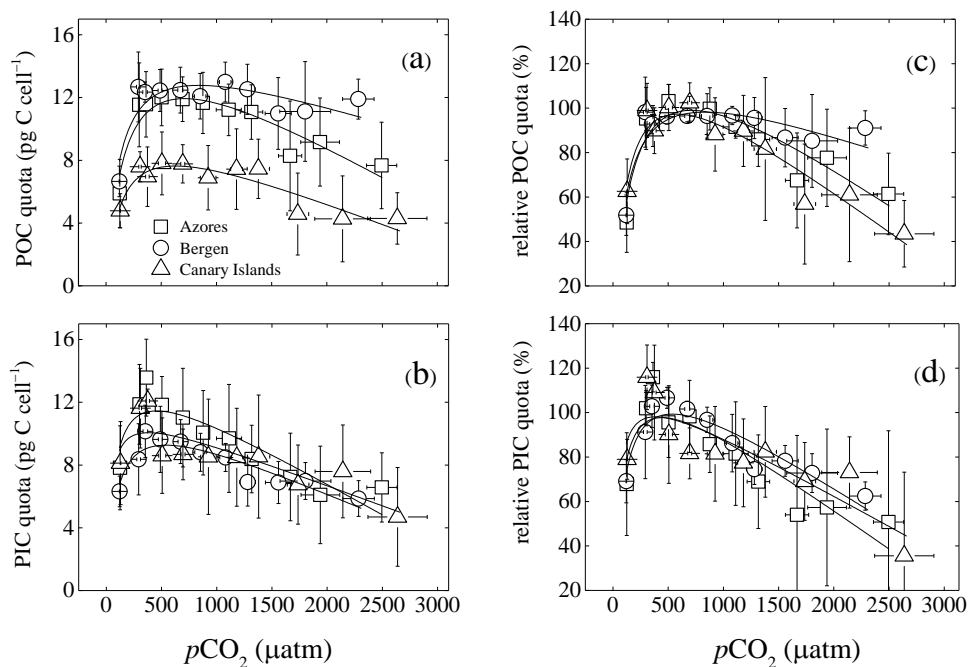 16
12
8
4
0
POC quota (pg C cell⁻¹)
(a)
Azores
Bergen
Canary Islands
140
120
100
80
60
40
20
relative POC quota (%)
(c)
16
12
8
4
0
PIC quota (pg C cell⁻¹)
(b)
0 500 1000 1500 2000 2500 3000
pCO₂ (μatm)
140
120
100
80
60
40
20
relative PIC quota (%)
(d)
0 500 1000 1500 2000 2500 3000
pCO₂ (μatm)